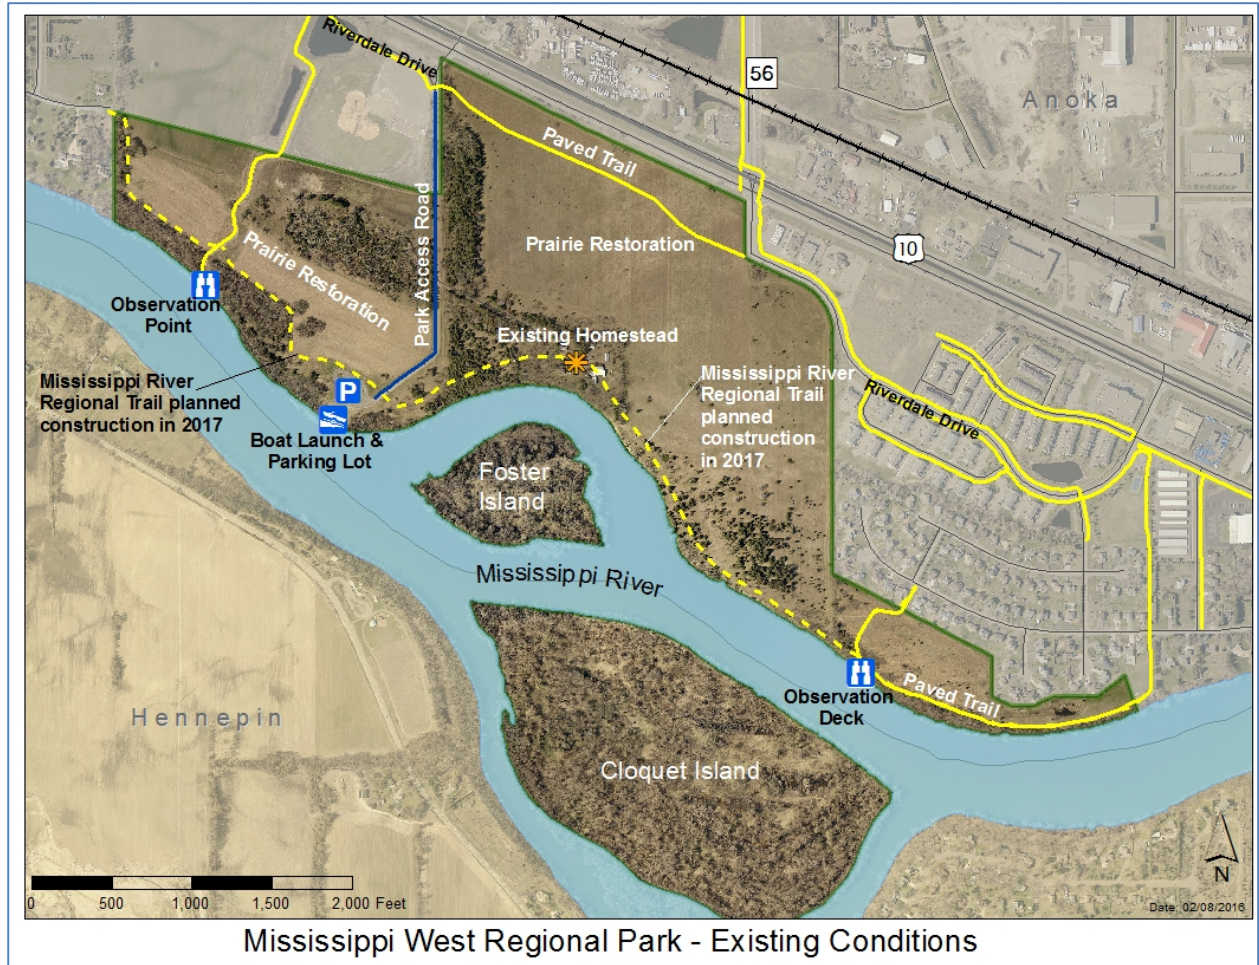 Riverdale Drive
56
Anoka
Paved Trail
Park Access Road
Prairie Restoration
10
Prairie Restoration
Observation
Point
Existing Homestead
Mississippi River
Regional Trail planned
construction in 2017
P
Mississippi River
Regional Trail
planned
construction
in 2017
Riverdale Drive
Boat Launch &
Parking Lot
Foster
Island
Mississippi River
Observation
Deck
Paved Trail
Hennepin
Cloquet Island
N
0 500 1,000 1,500 2,000 Feet
Date: 02/08/2016
Mississippi West Regional Park - Existing Conditions